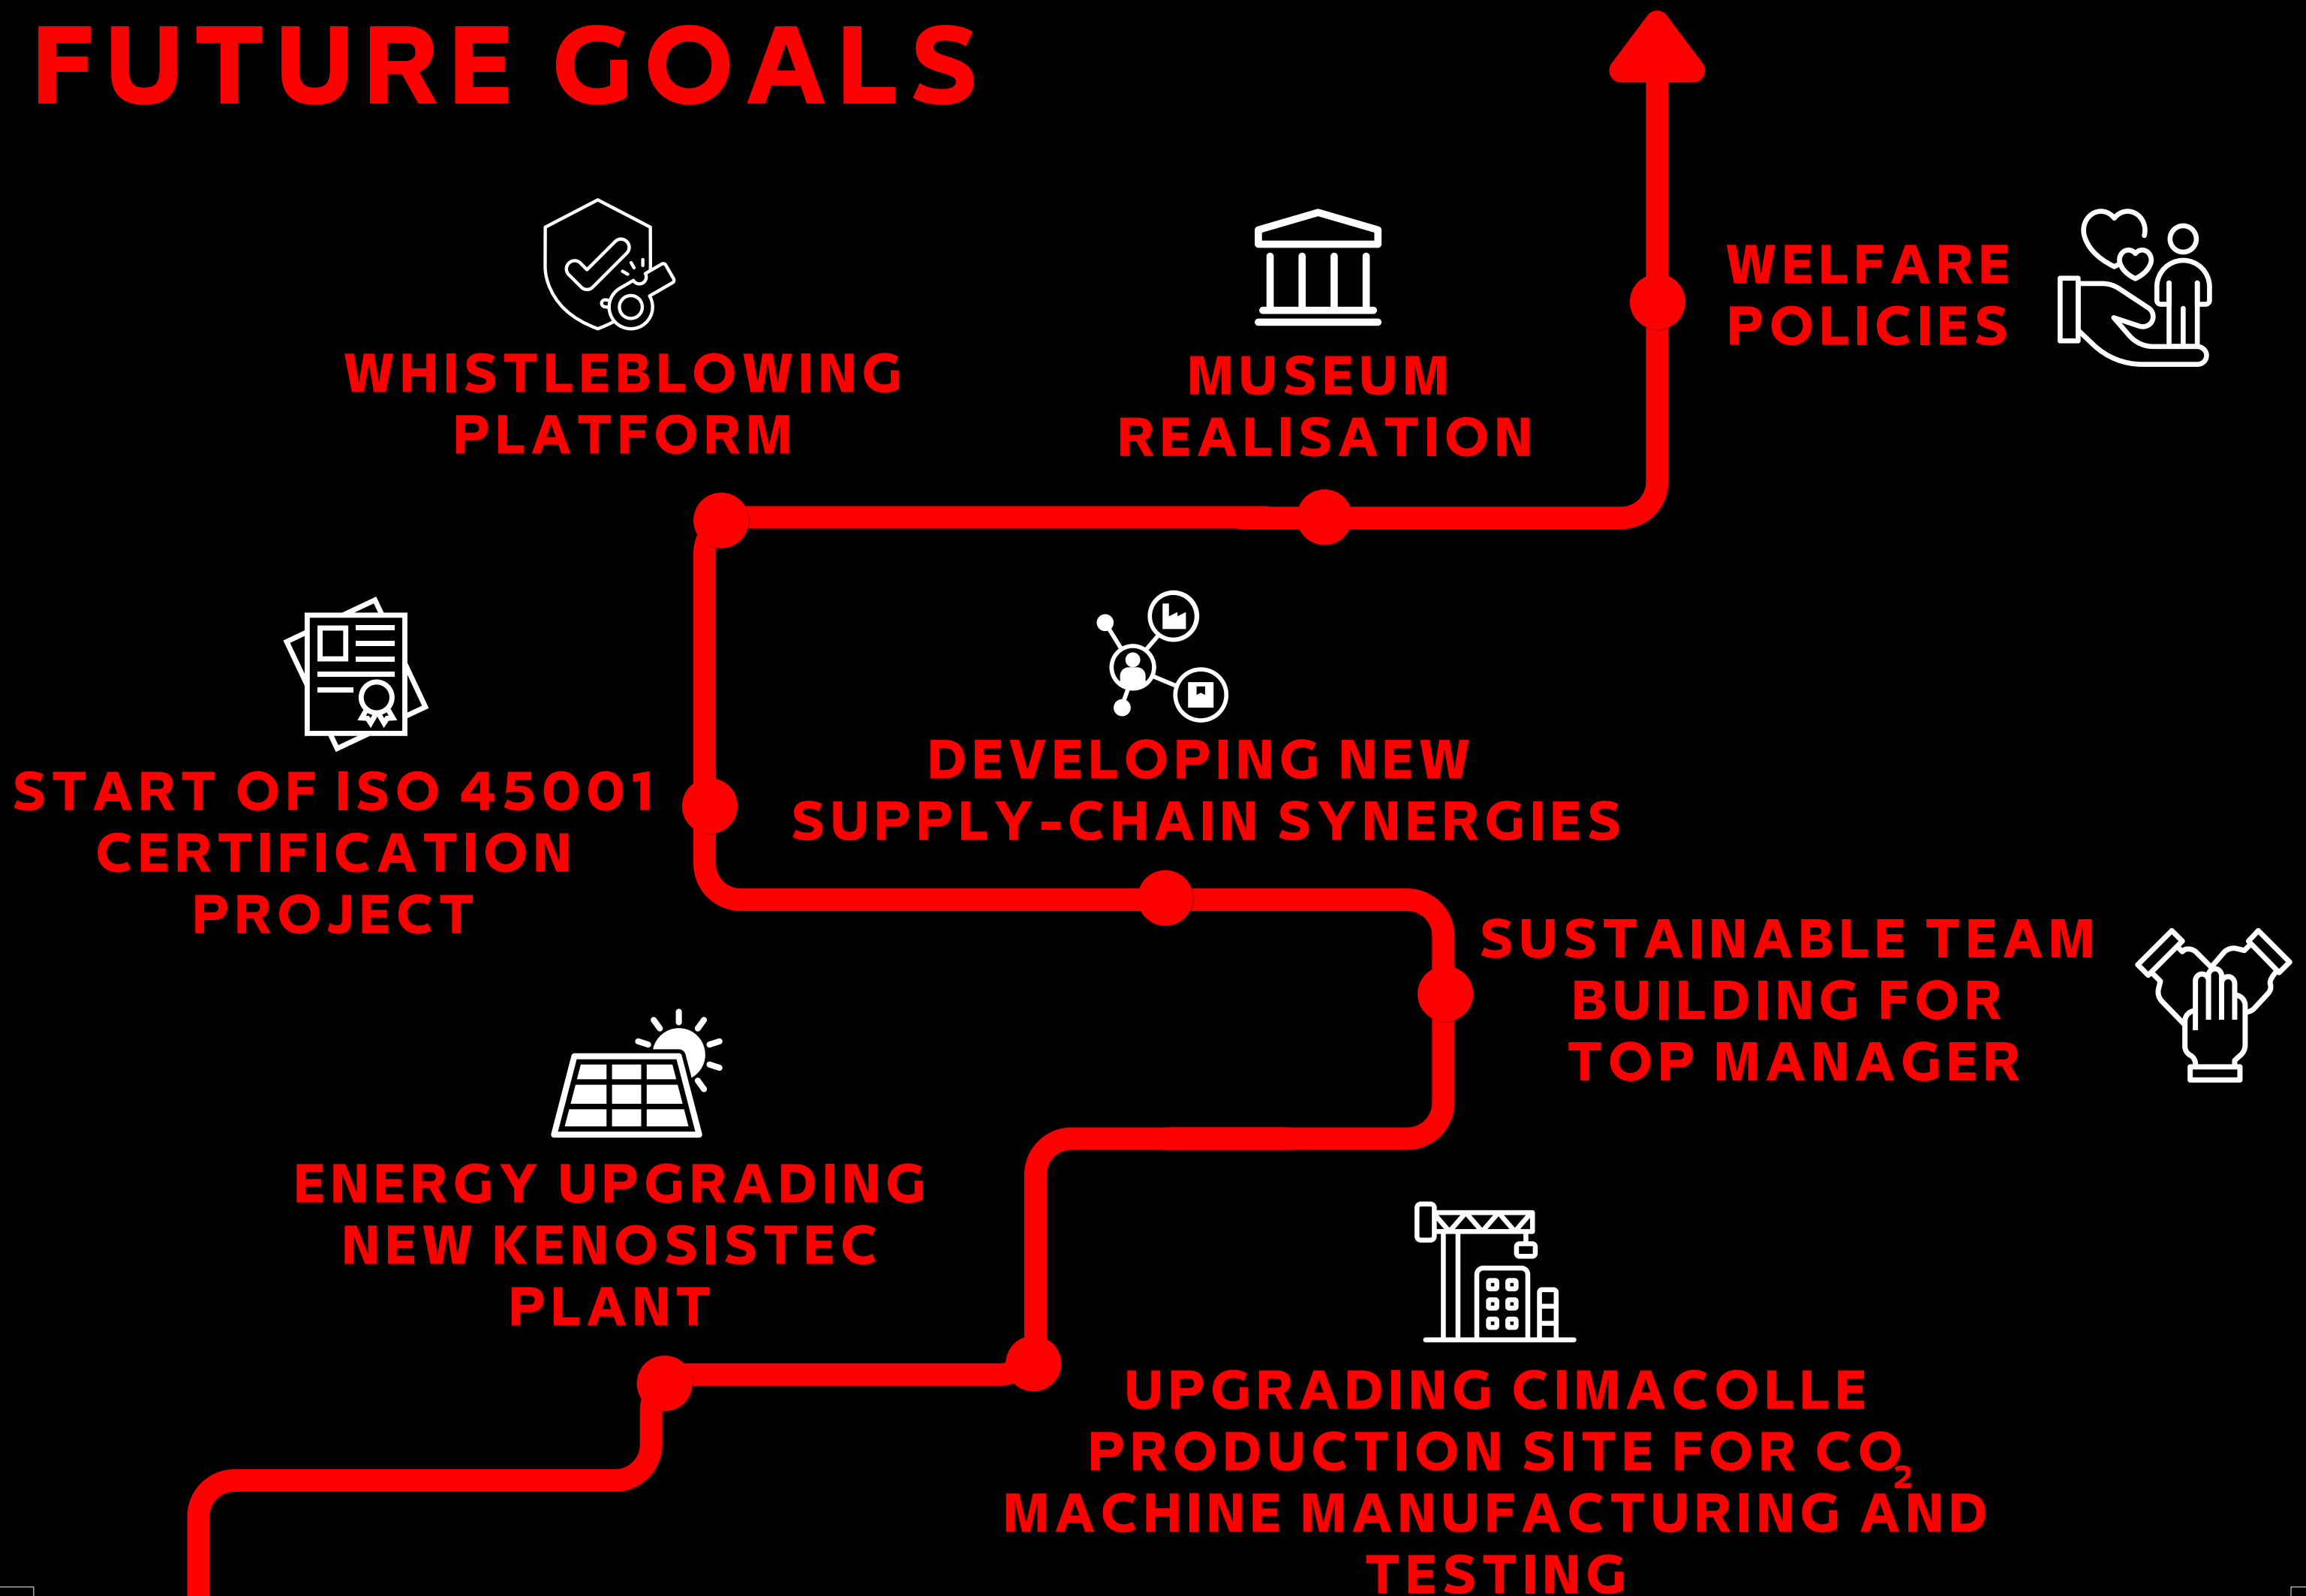 FUTURE GOALS
WHISTLEBLOWING
PLATFORM
MUSEUM
REALISATION
WELFARE
POLICIES
START OF ISO 45001
CERTIFICATION
PROJECT
DEVELOPING NEW
SUPPLY-CHAIN SYNERGIES
SUSTAINABLE TEAM
BUILDING FOR
TOP MANAGER
ENERGY UPGRADING
NEW KENOSISTEC
PLANT
UPGRADING CIMACOLLE
PRODUCTION SITE FOR CO₂
MACHINE MANUFACTURING AND
TESTING